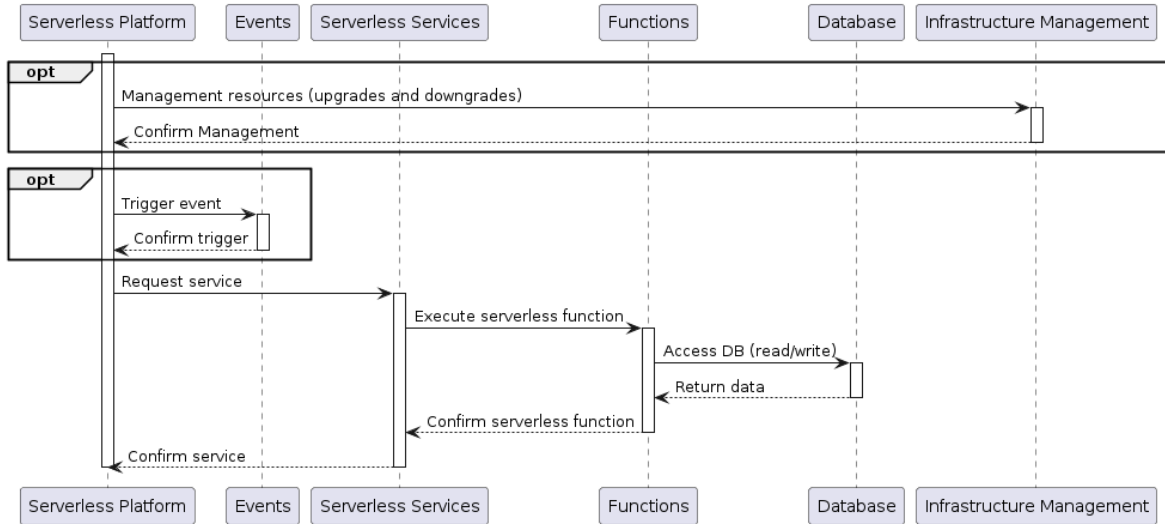 Serverless Platform
Events
Serverless Services
Functions
Database
Infrastructure Management
opt
Management resources (upgrades and downgrades)
Confirm Management
opt
Trigger event
Confirm trigger
Request service
Execute serverless function
Access DB (read/write)
Return data
Confirm serverless function
Confirm service
Serverless Platform
Events
Serverless Services
Functions
Database
Infrastructure Management